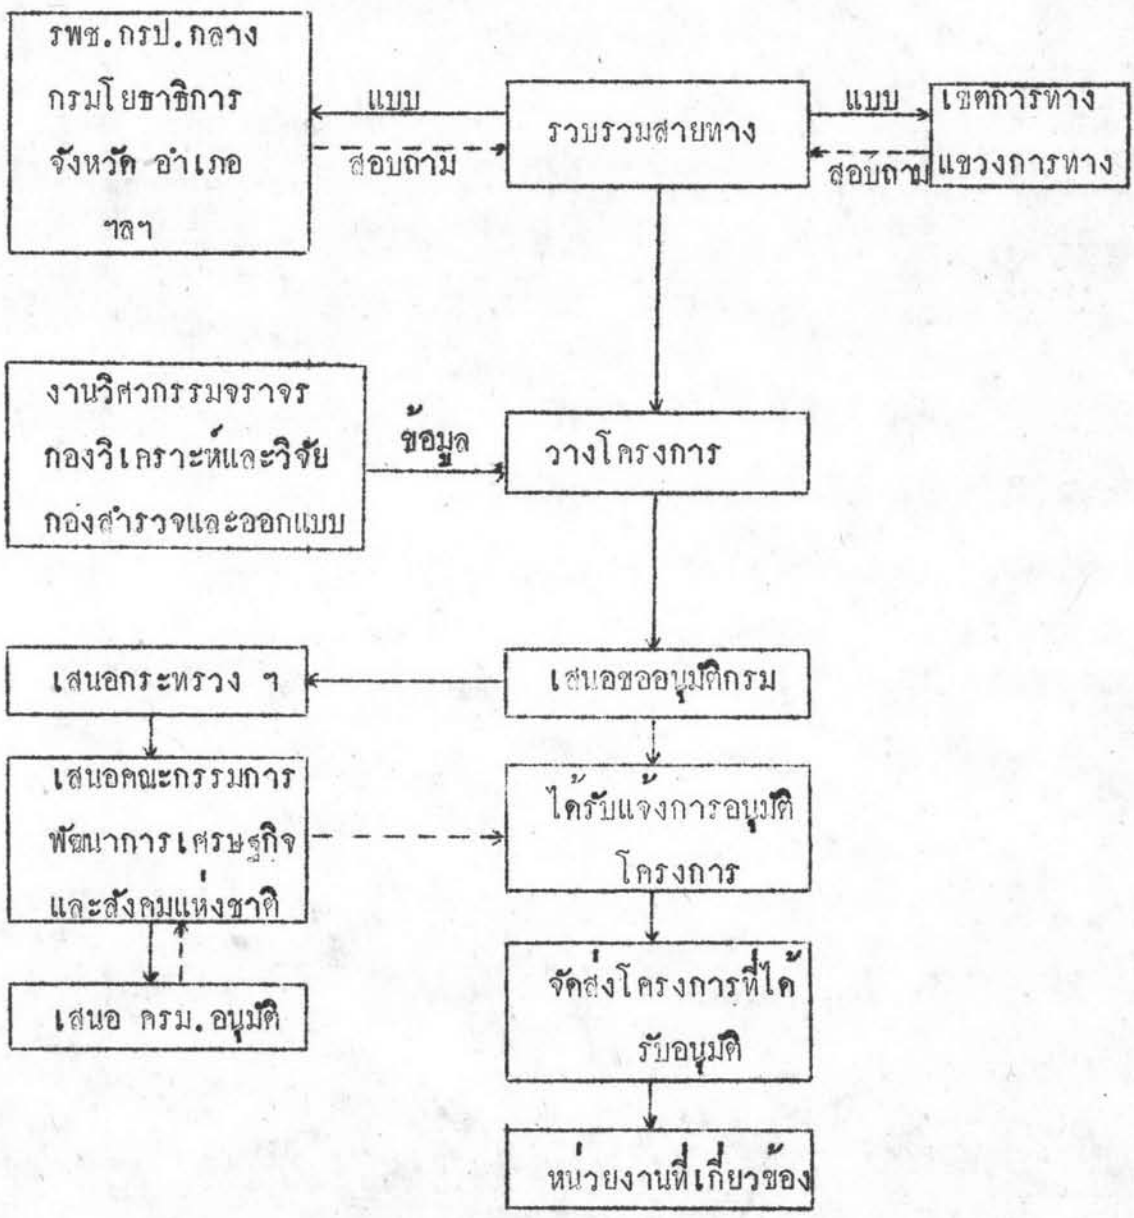 รพช.กรป.กลาง
กรมโยธาธิการ
จังหวัด อำเภอ
ฯลฯ
แบบ
สอบถาม
รวบรวมสายทาง
แบบ
สอบถาม
เขตการทาง
แขวงการทาง
งานวิศวกรรมจราจร
กองวิเคราะห์และวิจัย
กองสำรวจและออกแบบ
ข้อมูล
วางโครงการ
เสนอกระทรวง ฯ
เสนอขออนุมัติกรม
เสนอคณะกรรมการ
พัฒนาการเศรษฐกิจ
และสังคมแห่งชาติ
ได้รับแจ้งการอนุมัติ
โครงการ
เสนอ ครม.อนุมัติ
จัดส่งโครงการที่ได้
รับอนุมัติ
หน่วยงานที่เกี่ยวข้อง